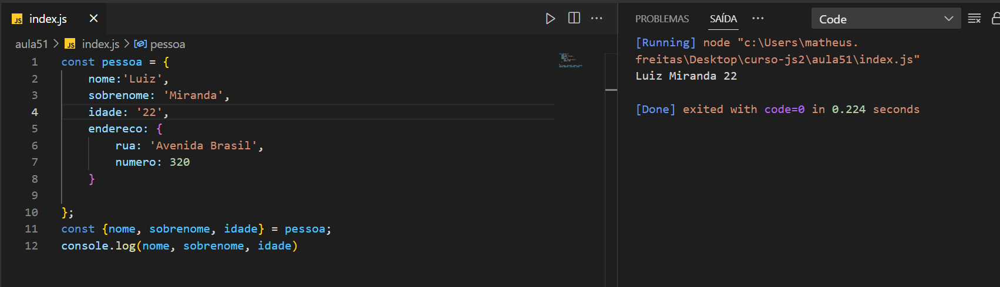 JS index.js ×
aula51 > JS index.js > pessoa
1 const pessoa = {
2 nome:'Luiz',
3 sobrenome: 'Miranda',
4 idade: '22',
5 endereco: {
6 rua: 'Avenida Brasil',
7 numero: 320
8 }
9
10 };
11 const {nome, sobrenome, idade} = pessoa;
12 console.log(nome, sobrenome, idade)
PROBLEMAS SAÍDA ··· Code
[Running] node "c:\Users\matheus.
freitas\Desktop\curso-js2\aula51\index.js"
Luiz Miranda 22
[Done] exited with code=0 in 0.224 seconds